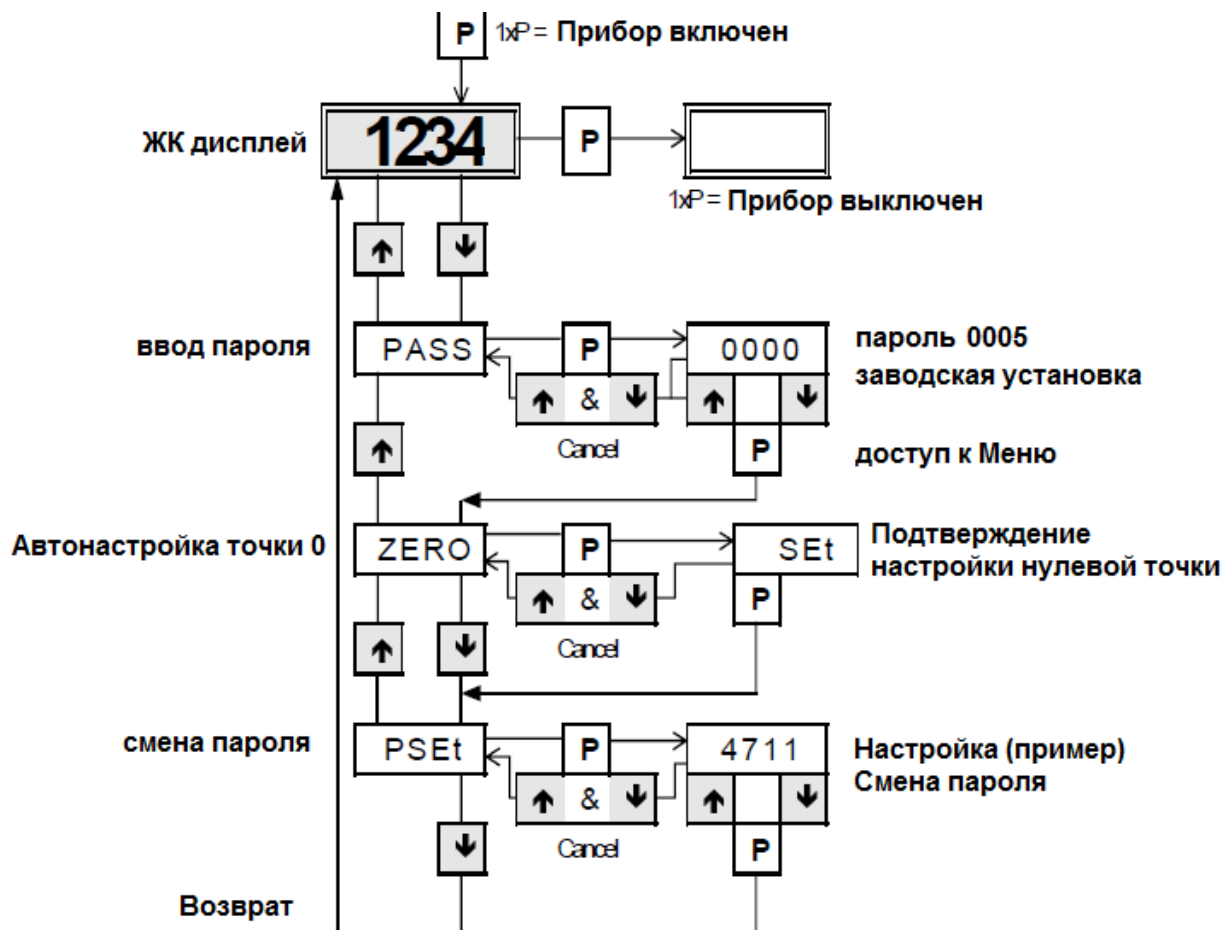 P 1xP = Прибор включен
ЖК дисплей 1234 P
1xP = Прибор выключен
↑ ↓
ввод пароля PASS P 0000 пароль 0005
заводская установка
↑ & ↓ ↑ ↓
Cancel
↑ P доступ к Меню
Автонастройка точки 0 ZERO P SEt Подтверждение
настройки нулевой точки
↑ & ↓ P
Cancel
↑ ↓
смена пароля PSEt P 4711 Настройка (пример)
Смена пароля
↑ & ↓ ↑ ↓
Cancel
↓ P
Возврат